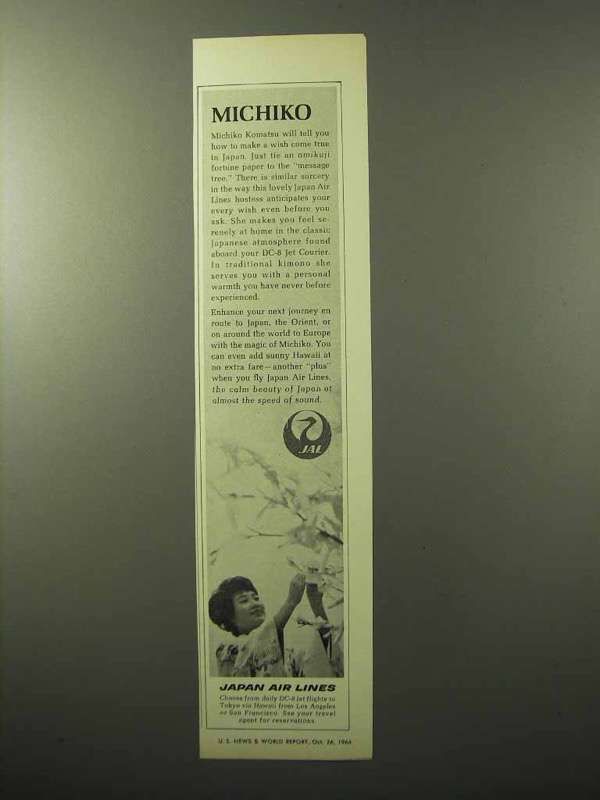 MICHIKO
Michiko Komatsu will tell you
how to make a wish come true
in Japan. Just tie an omikuji
fortune paper to the "message
tree." There is similar sorcery
in the way this lovely Japan Air
Lines hostess anticipates your
every wish even before you
ask. She makes you feel se-
renely at home in the classic
Japanese atmosphere found
aboard your DC-8 Jet Courier.
In traditional kimono she
serves you with a personal
warmth you have never before
experienced.
Enhance your next journey en
route to Japan, the Orient, or
on around the world to Europe
with the magic of Michiko. You
can even add sunny Hawaii at
no extra fare—another "plus"
when you fly Japan Air Lines,
the calm beauty of Japan at
almost the speed of sound.
JAL
JAPAN AIR LINES
Choose from daily DC-8 Jet flights to
Tokyo via Hawaii from Los Angeles
or San Francisco. See your travel
agent for reservations.
U. S. NEWS & WORLD REPORT, Oct. 26, 1964